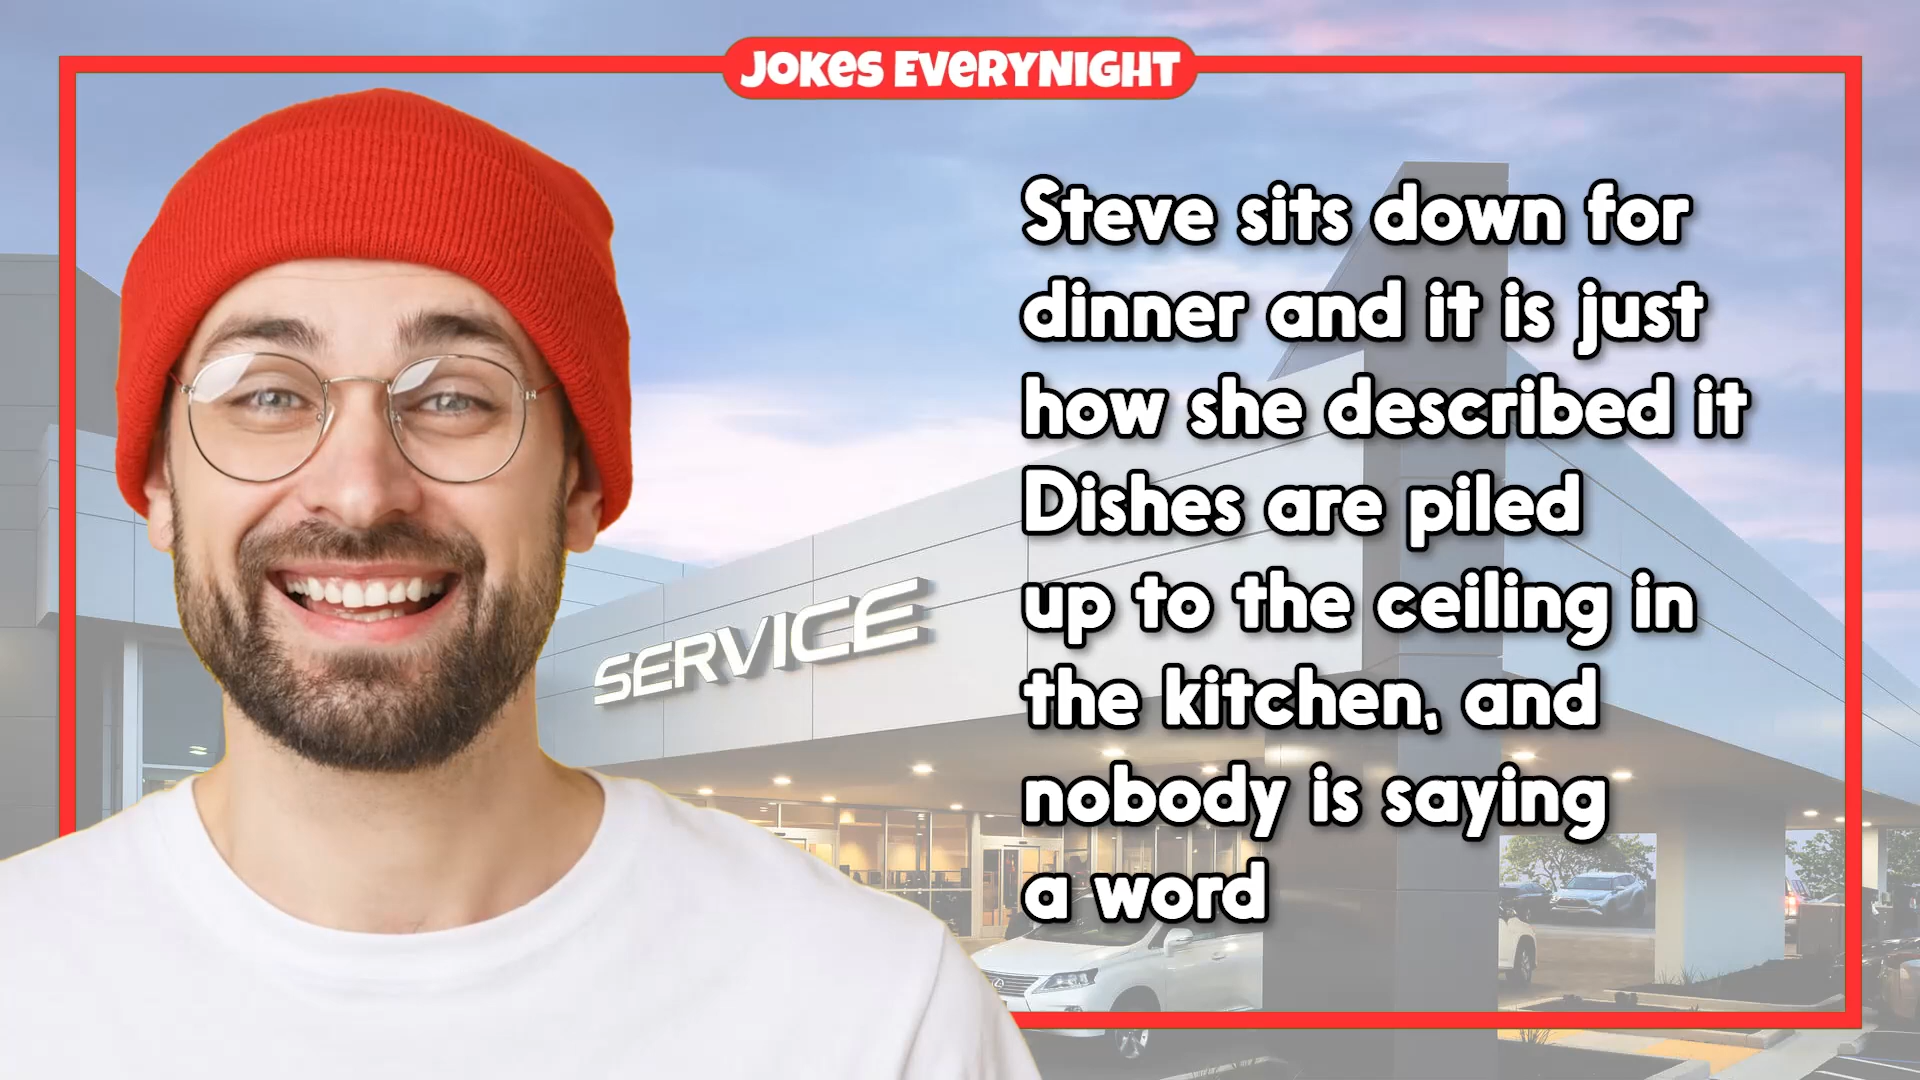 JOKES EVERYNIGHT
Steve sits down for
dinner and it is just
how she described it
Dishes are piled
up to the ceiling in
the kitchen, and
nobody is saying
a word
SERVICE